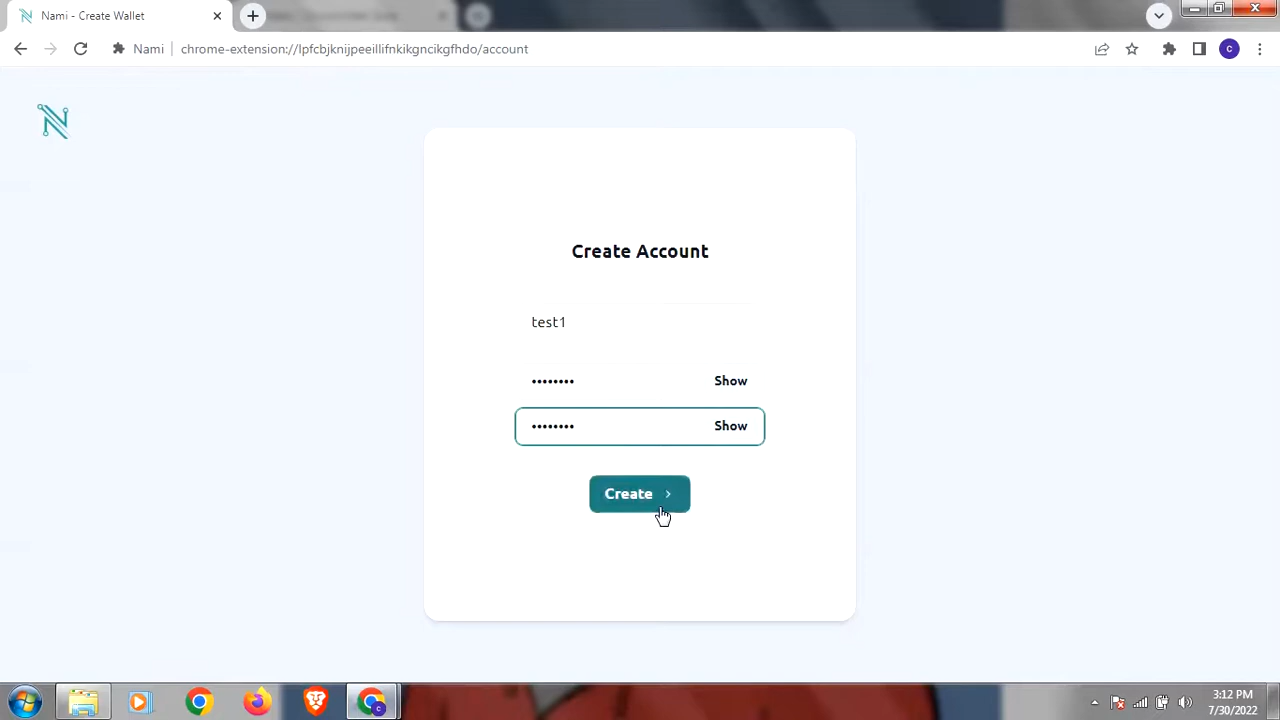 Nami - Create Wallet
Nami
chrome-extension://lpfcbjknijpeeillifnkikgncikgfhdo/account
c
Create Account
test1
•••••••• Show
•••••••• Show
Create
3:12 PM
7/30/2022